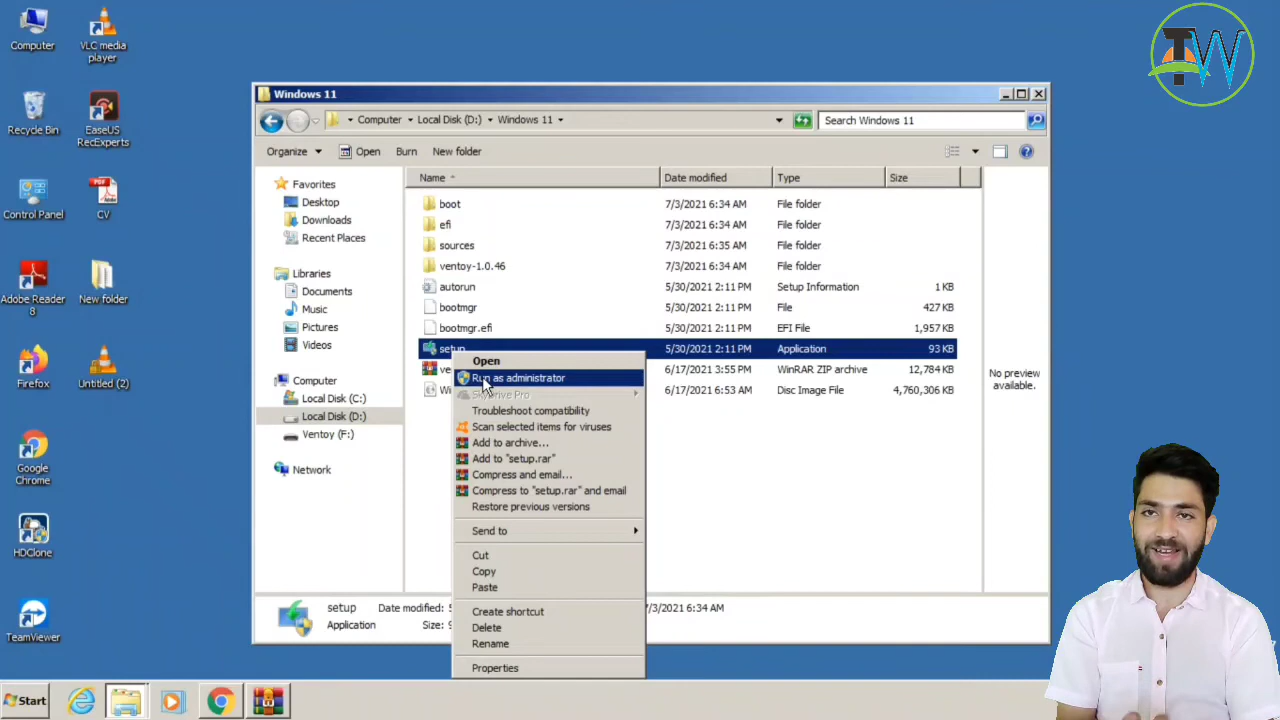 Computer
VLC media
player
Recycle Bin
EaseUS
RecExperts
Control Panel
CV
Adobe Reader
8
New folder
Firefox
Untitled (2)
Google
Chrome
HDClone
TeamViewer
TW
Windows 11
Computer Local Disk (D:) Windows 11
Search Windows 11
Organize Open Burn New folder
Favorites
Desktop
Downloads
Recent Places
Libraries
Documents
Music
Pictures
Videos
Computer
Local Disk (C:)
Local Disk (D:)
Ventoy (F:)
Network
Name Date modified Type Size
boot 7/3/2021 6:34 AM File folder
efi 7/3/2021 6:34 AM File folder
sources 7/3/2021 6:35 AM File folder
ventoy-1.0.46 7/3/2021 6:34 AM File folder
autorun 5/30/2021 2:11 PM Setup Information 1 KB
bootmgr 5/30/2021 2:11 PM File 427 KB
bootmgr.efi 5/30/2021 2:11 PM EFI File 1,957 KB
setup 5/30/2021 2:11 PM Application 93 KB
ve 6/17/2021 3:55 PM WinRAR ZIP archive 12,784 KB
Wi 6/17/2021 6:53 AM Disc Image File 4,760,306 KB
No preview
available.
Open
Run as administrator
SkyDrive Pro
Troubleshoot compatibility
Scan selected items for viruses
Add to archive...
Add to "setup.rar"
Compress and email...
Compress to "setup.rar" and email
Restore previous versions
Send to
Cut
Copy
Paste
Create shortcut
Delete
Rename
Properties
setup Date modified: 5 7/3/2021 6:34 AM
Application Size: 9
Start